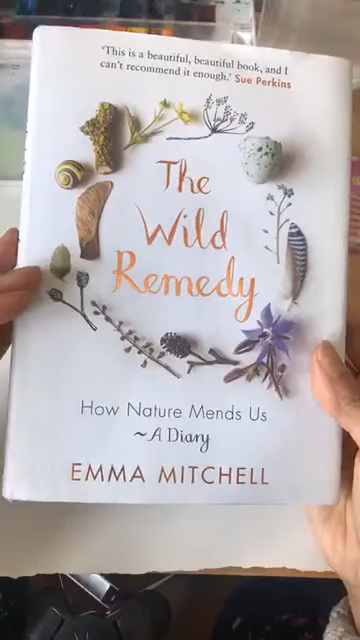 'This is a beautiful, beautiful book, and I
can't recommend it enough.' Sue Perkins
The
Wild
Remedy
How Nature Mends Us
~A Diary
EMMA MITCHELL